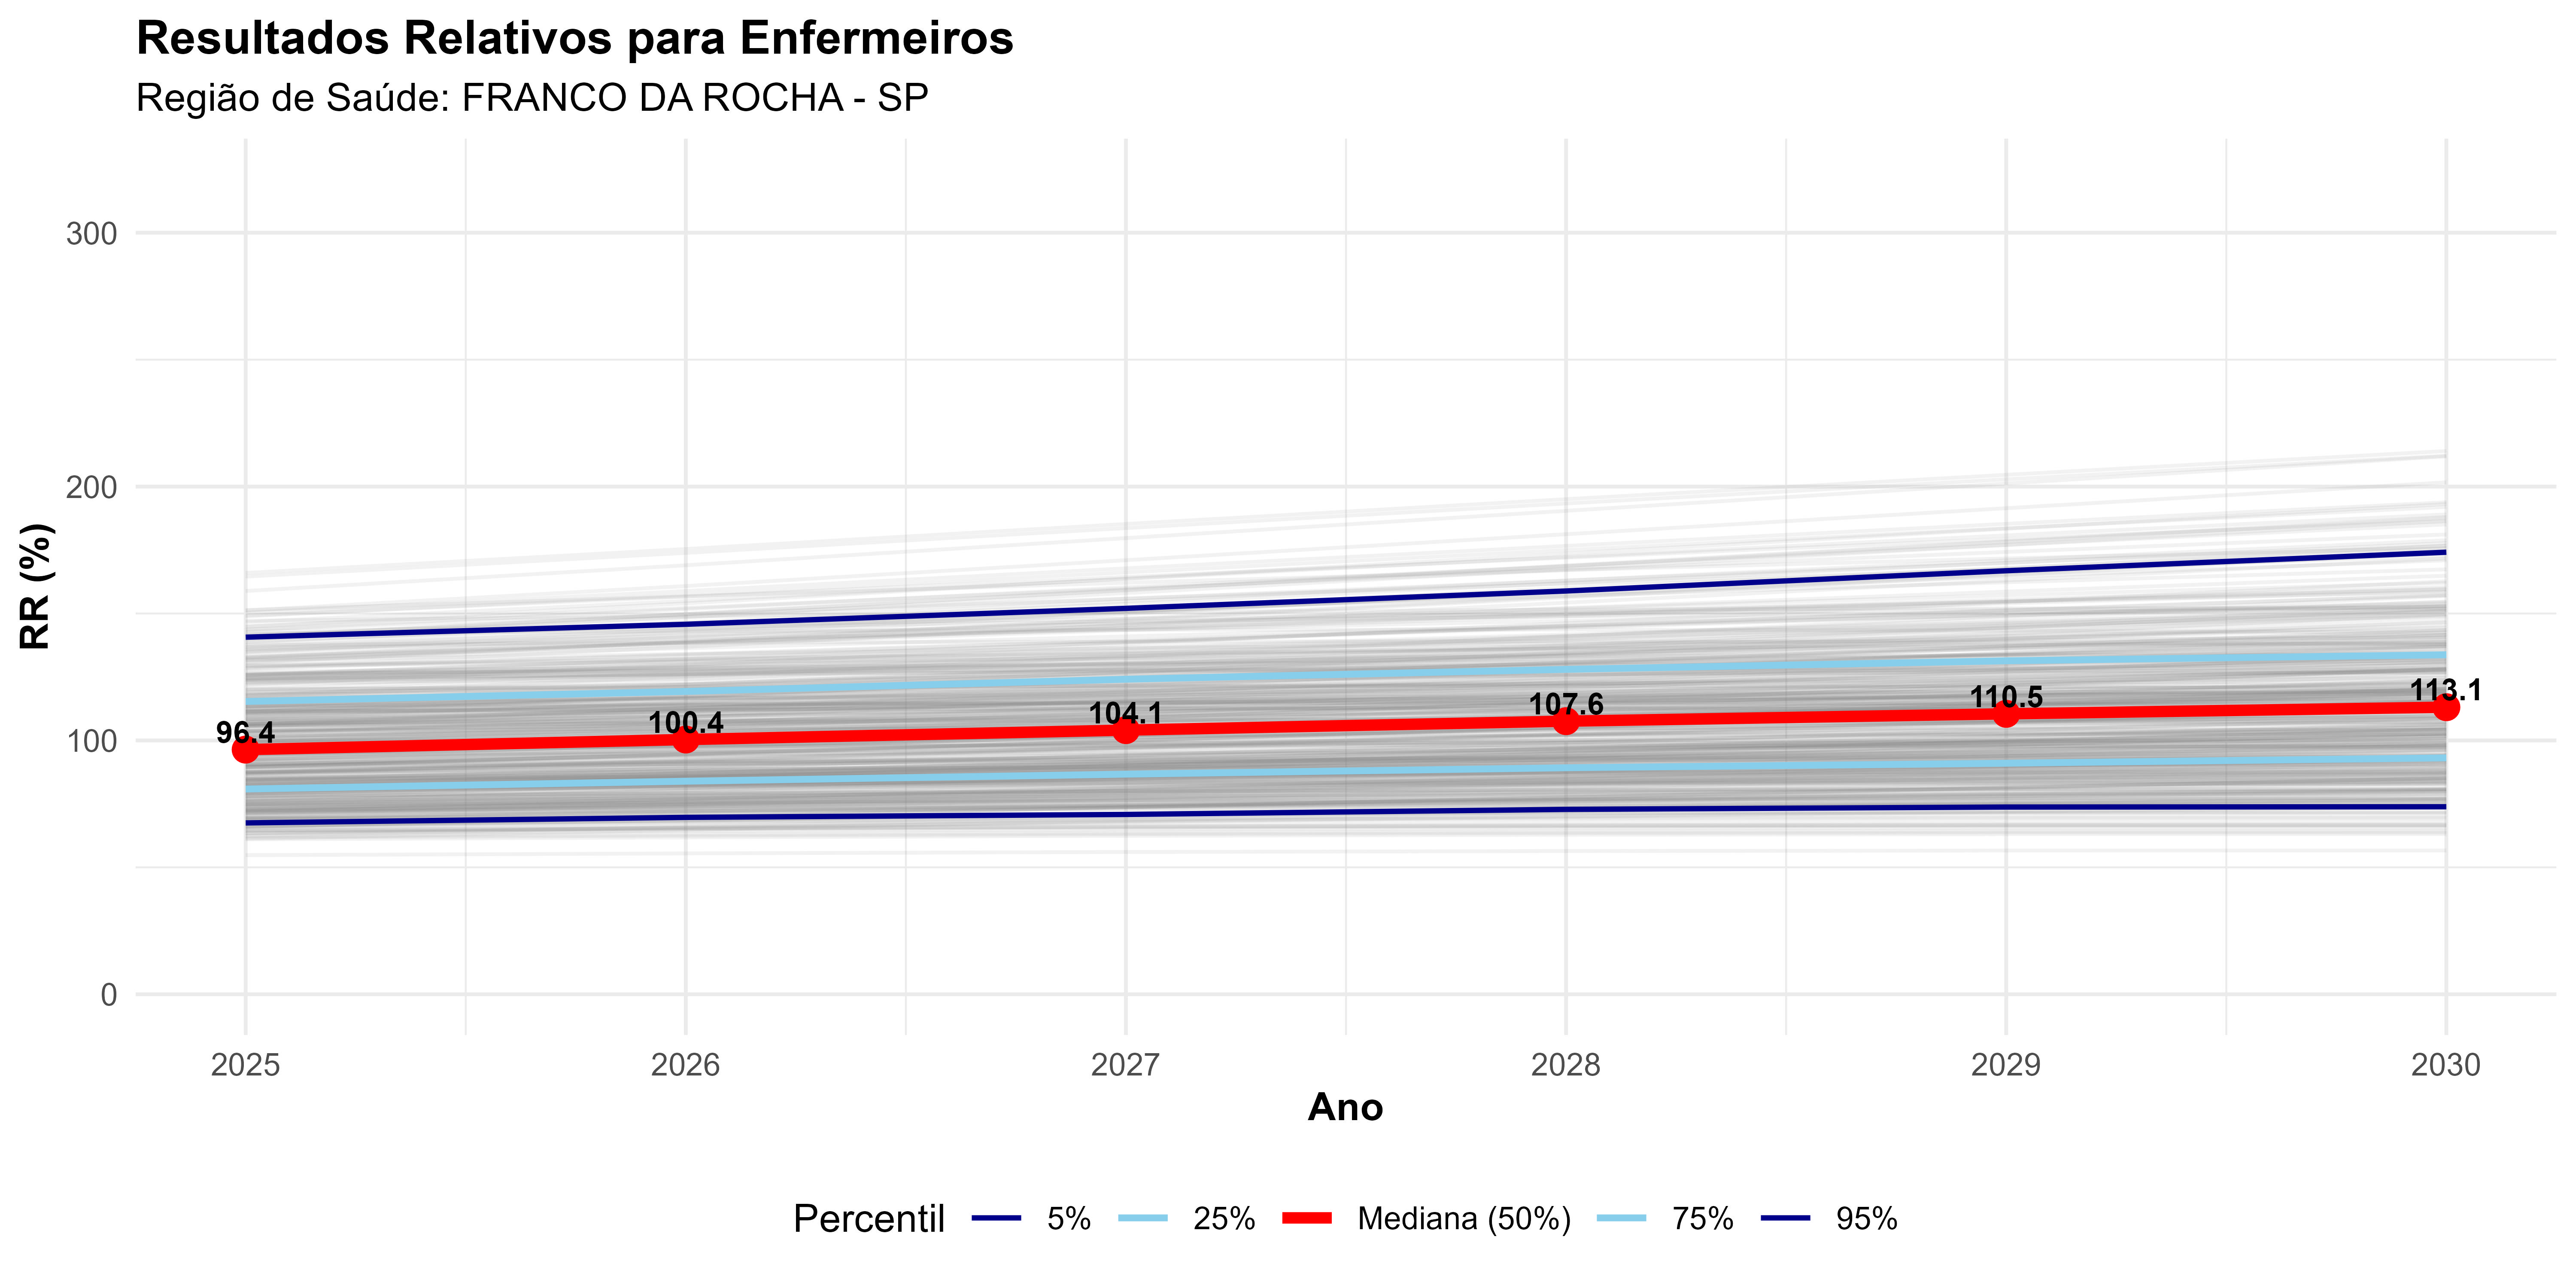 Resultados Relativos para Enfermeiros
Região de Saúde: FRANCO DA ROCHA - SP
RR (%)
300
200
100
0
96.4
100.4
104.1
107.6
110.5
113.1
2025 2026 2027 2028 2029 2030
Ano
Percentil 5% 25% Mediana (50%) 75% 95%